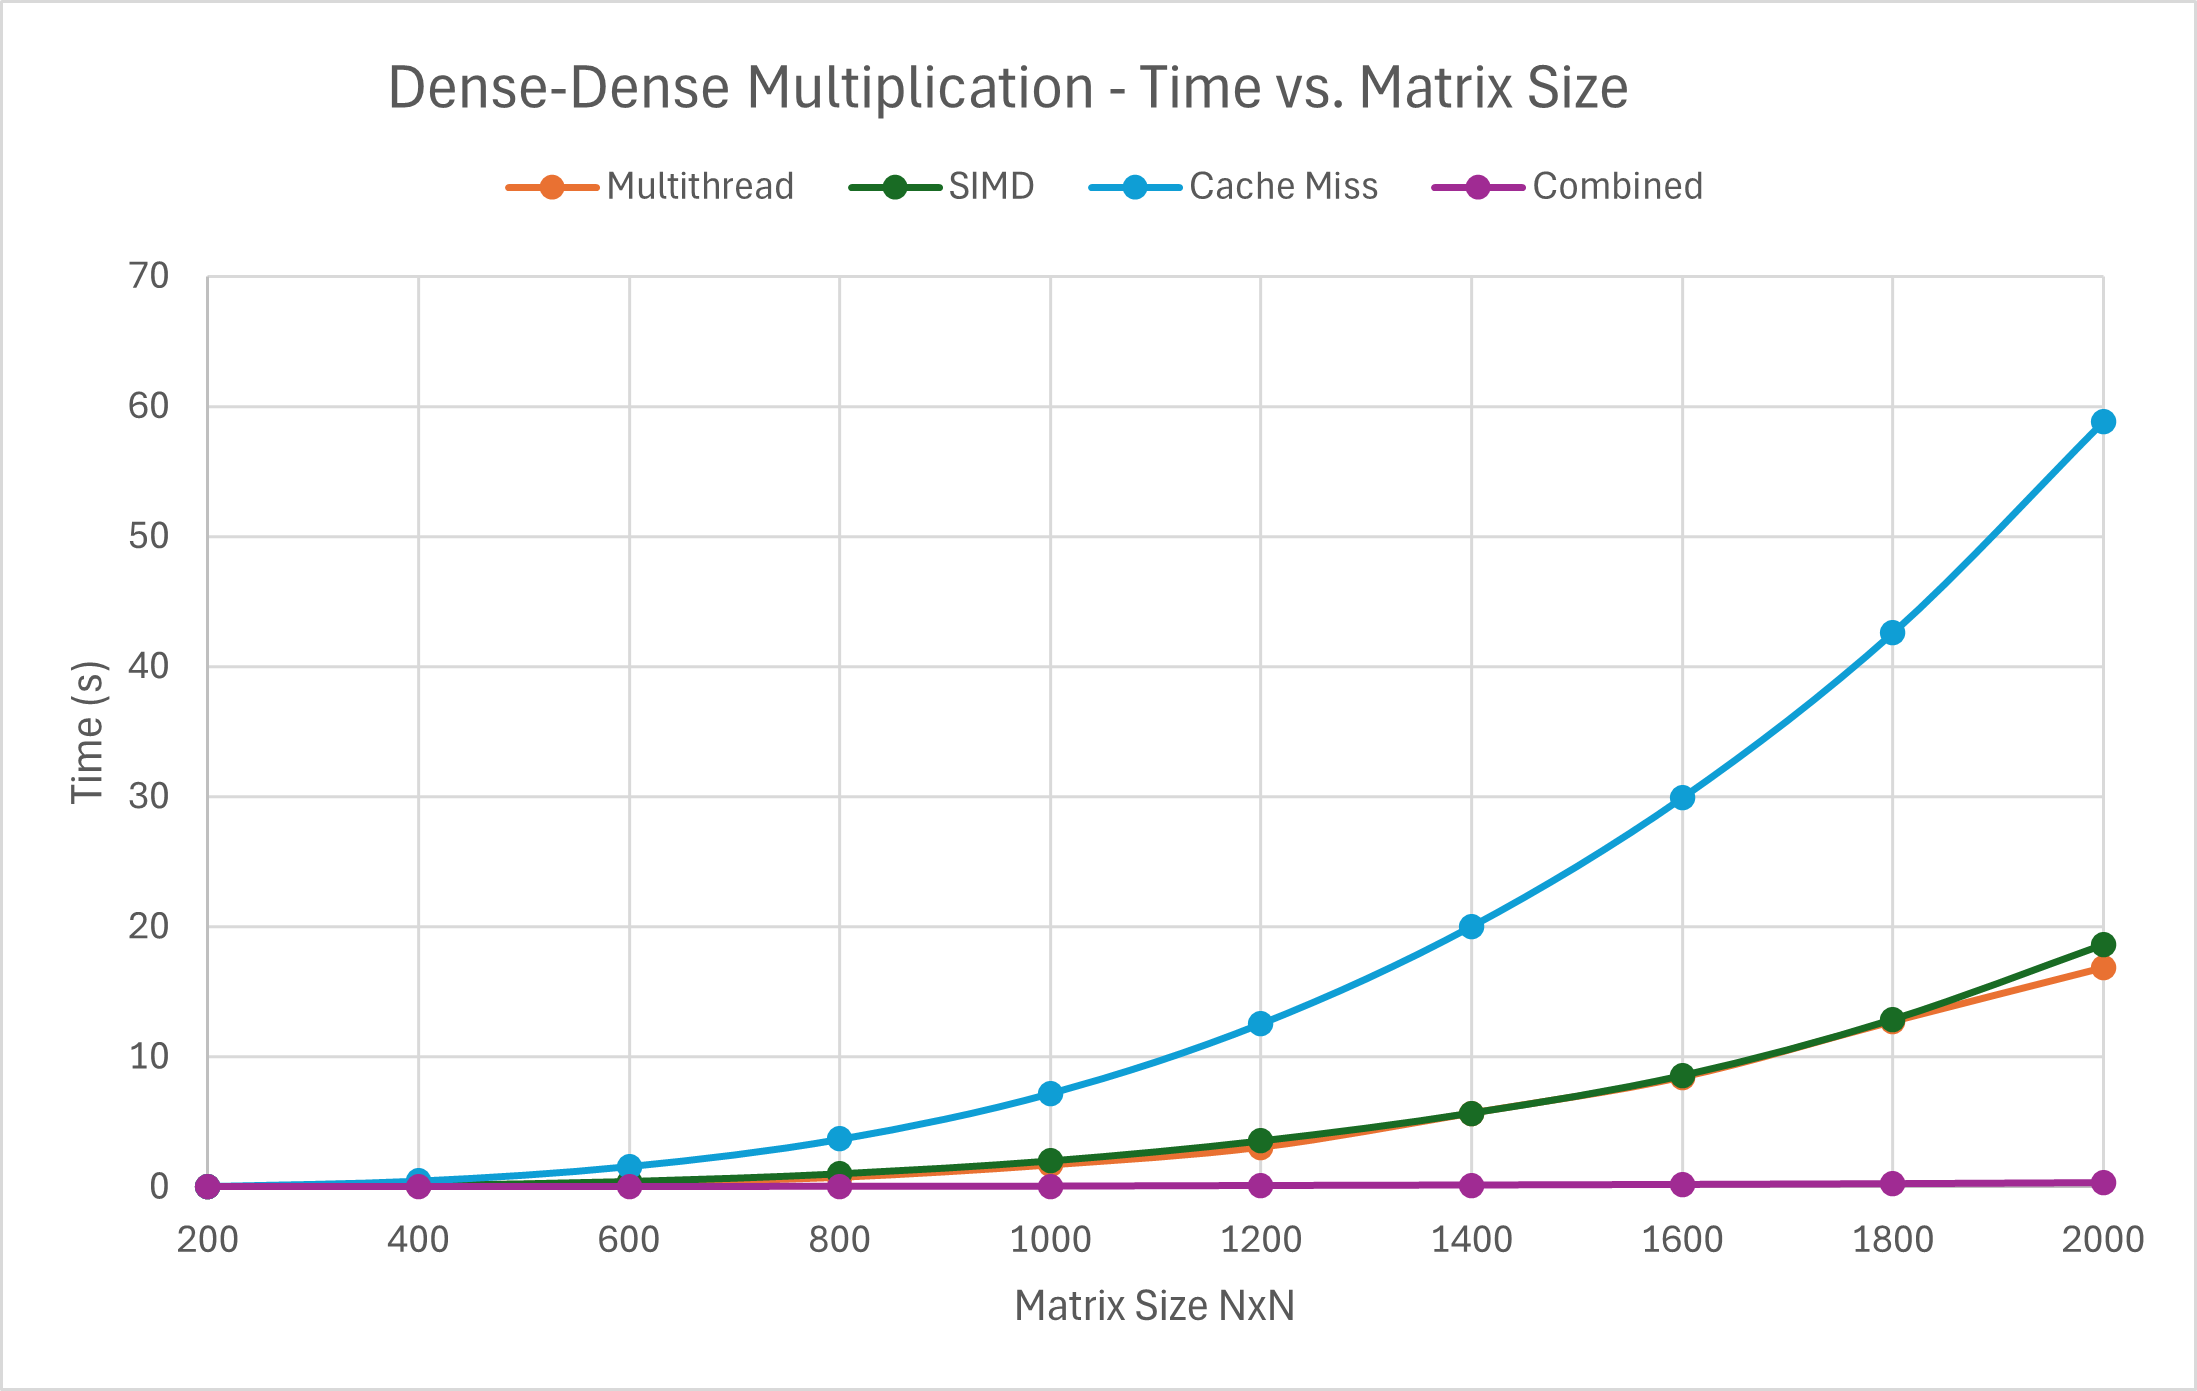 Dense-Dense Multiplication - Time vs. Matrix Size
Multithread SIMD Cache Miss Combined
70
60
50
40
30
20
10
0
Time (s)
200 400 600 800 1000 1200 1400 1600 1800 2000
Matrix Size NxN